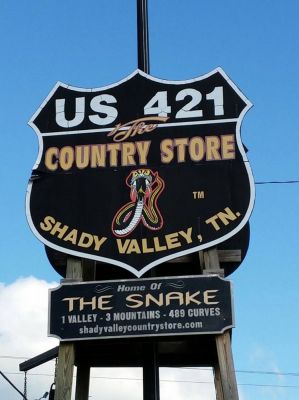 US 421
The
COUNTRY STORE
TM
SHADY VALLEY, TN.
Home Of
THE SNAKE
1 VALLEY - 3 MOUNTAINS - 489 CURVES
shadyvalleycountrystore.com